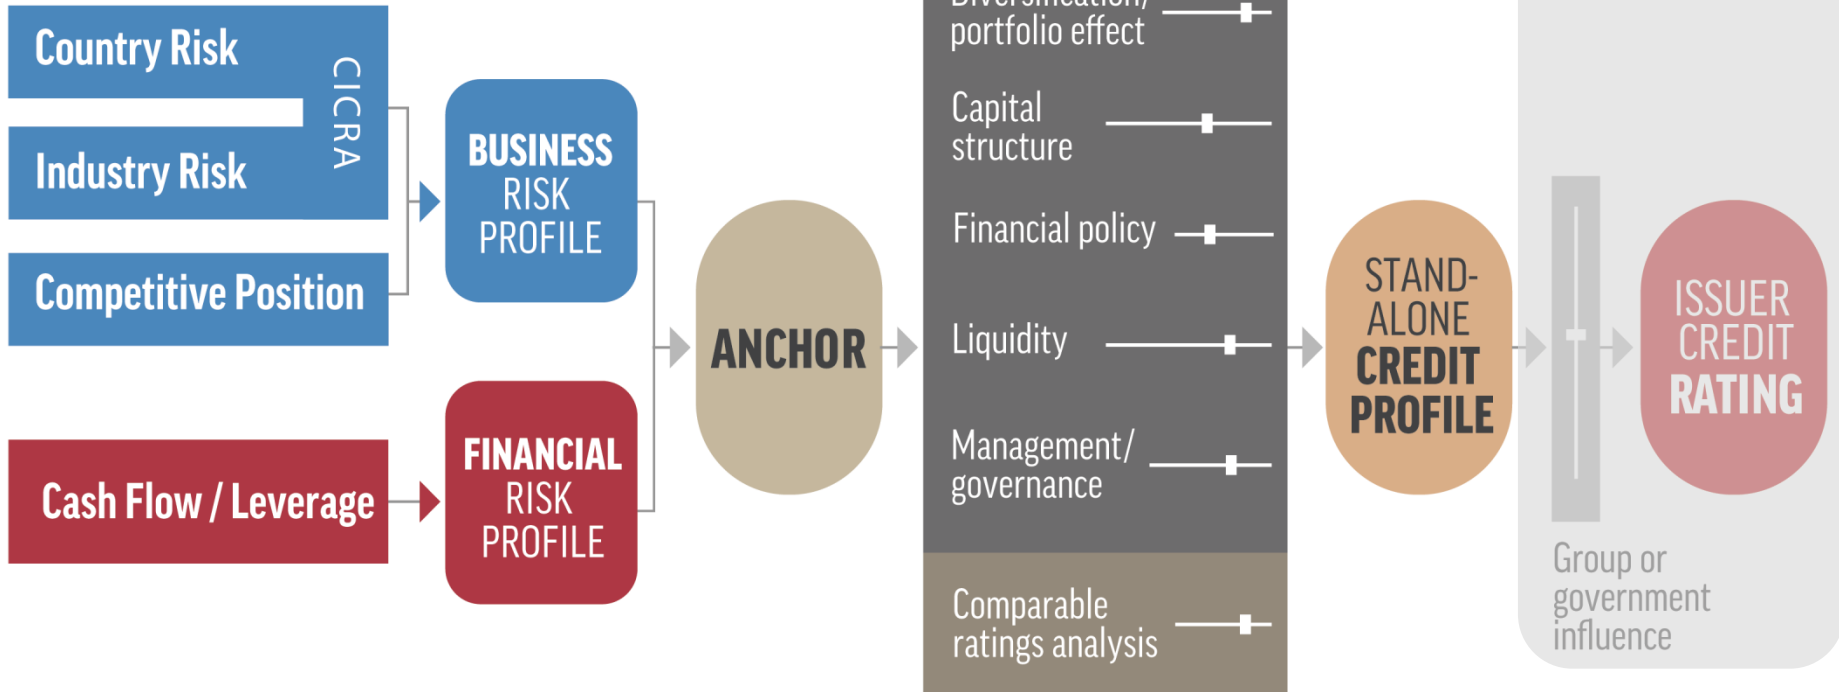 Country Risk
CICRA
Industry Risk
Competitive Position
Cash Flow / Leverage
BUSINESS
RISK
PROFILE
FINANCIAL
RISK
PROFILE
ANCHOR
Diversification/
portfolio effect
Capital
structure
Financial policy
Liquidity
Management/
governance
Comparable
ratings analysis
STAND-
ALONE
CREDIT
PROFILE
Group or
government
influence
ISSUER
CREDIT
RATING